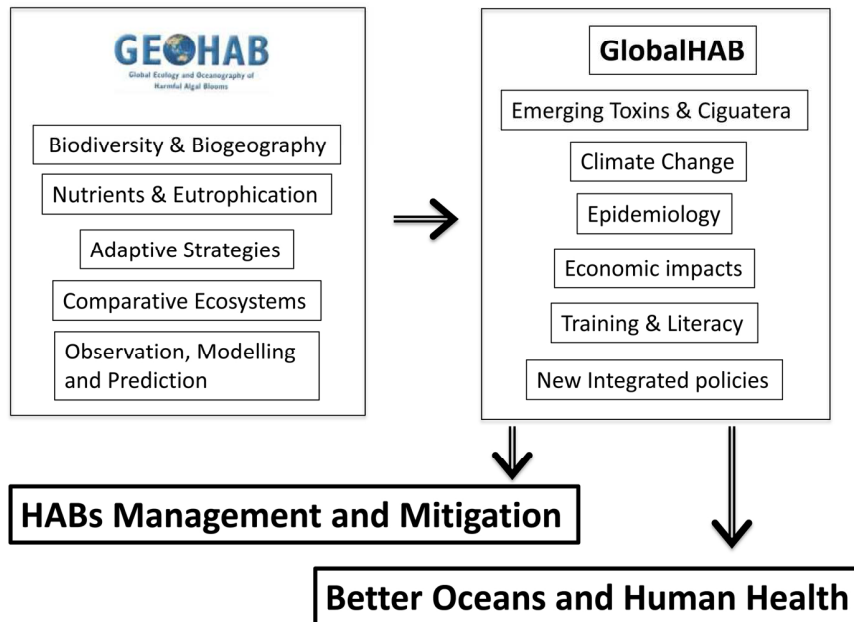 GEOHAB
Global Ecology and Oceanography of
Harmful Algal Blooms
Biodiversity & Biogeography
Nutrients & Eutrophication
Adaptive Strategies
Comparative Ecosystems
Observation, Modelling
and Prediction
GlobalHAB
Emerging Toxins & Ciguatera
Climate Change
Epidemiology
Economic impacts
Training & Literacy
New Integrated policies
HABs Management and Mitigation
Better Oceans and Human Health